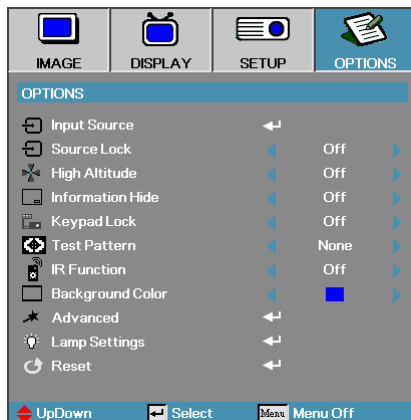 IMAGE DISPLAY SETUP OPTIONS
OPTIONS
Input Source
Source Lock Off
High Altitude Off
Information Hide Off
Keypad Lock Off
Test Pattern None
IR Function Off
Background Color
Advanced
Lamp Settings
Reset
UpDown Select Menu Menu Off